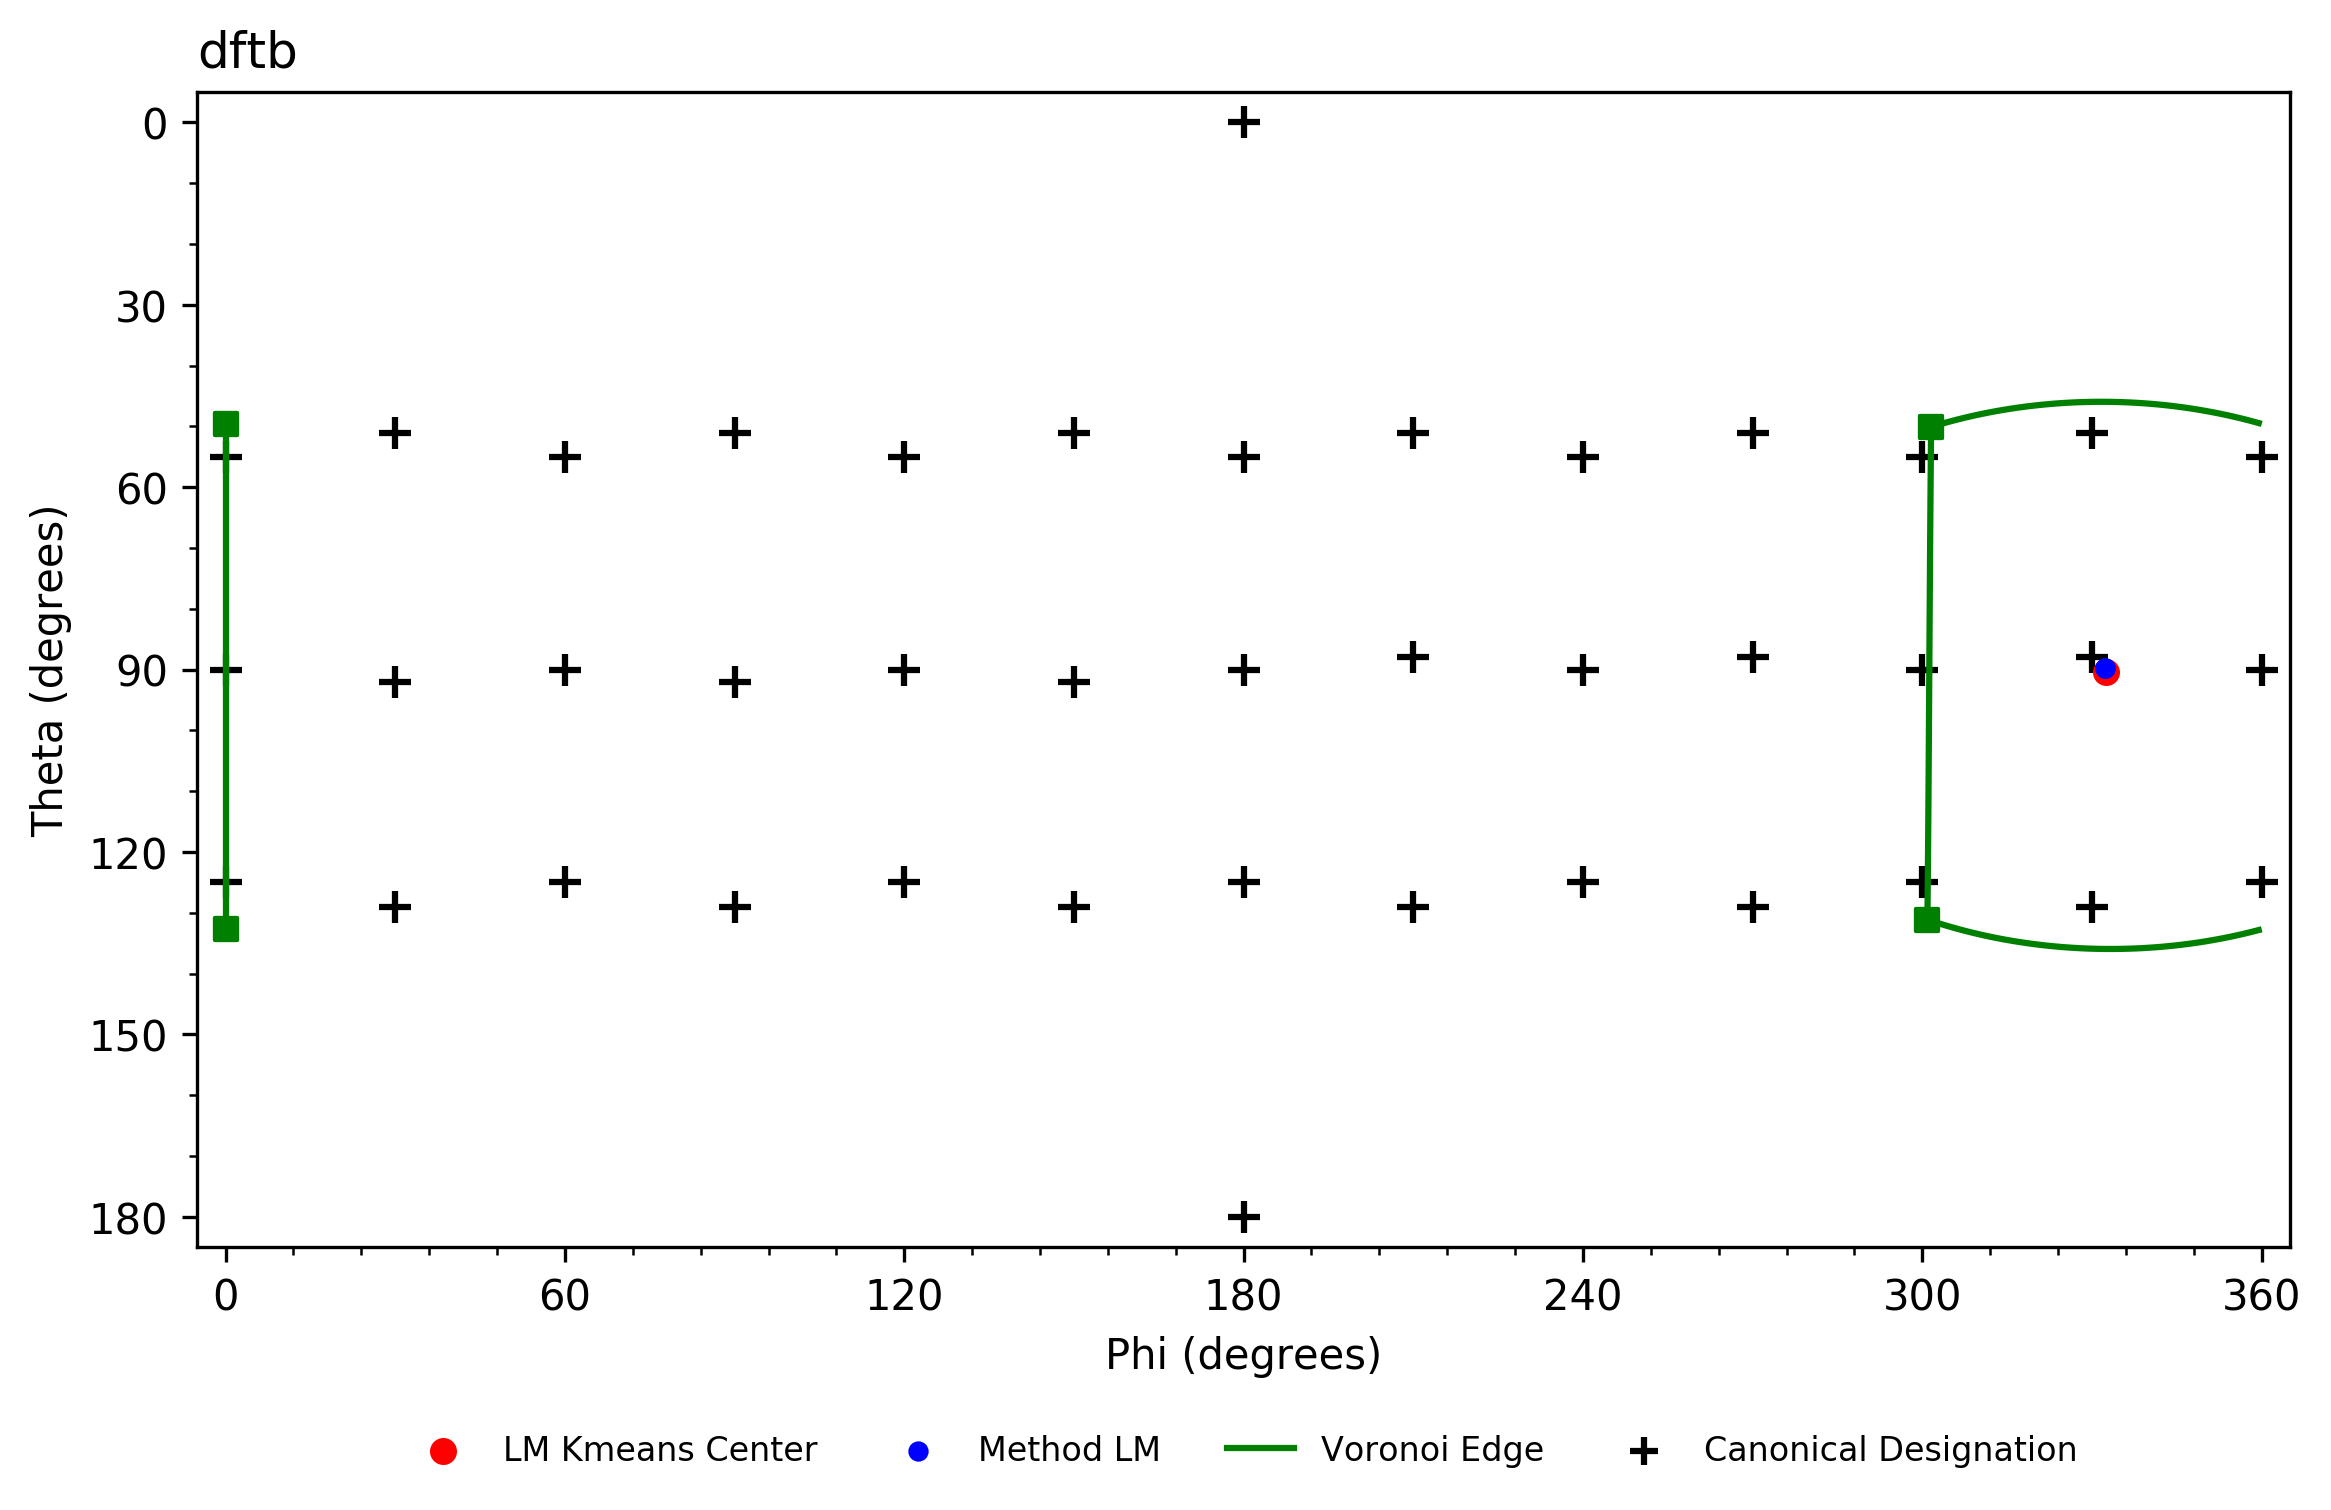 dftb
0
30
60
90
120
150
180
Theta (degrees)
0 60 120 180 240 300 360
Phi (degrees)
LM Kmeans Center Method LM Voronoi Edge Canonical Designation